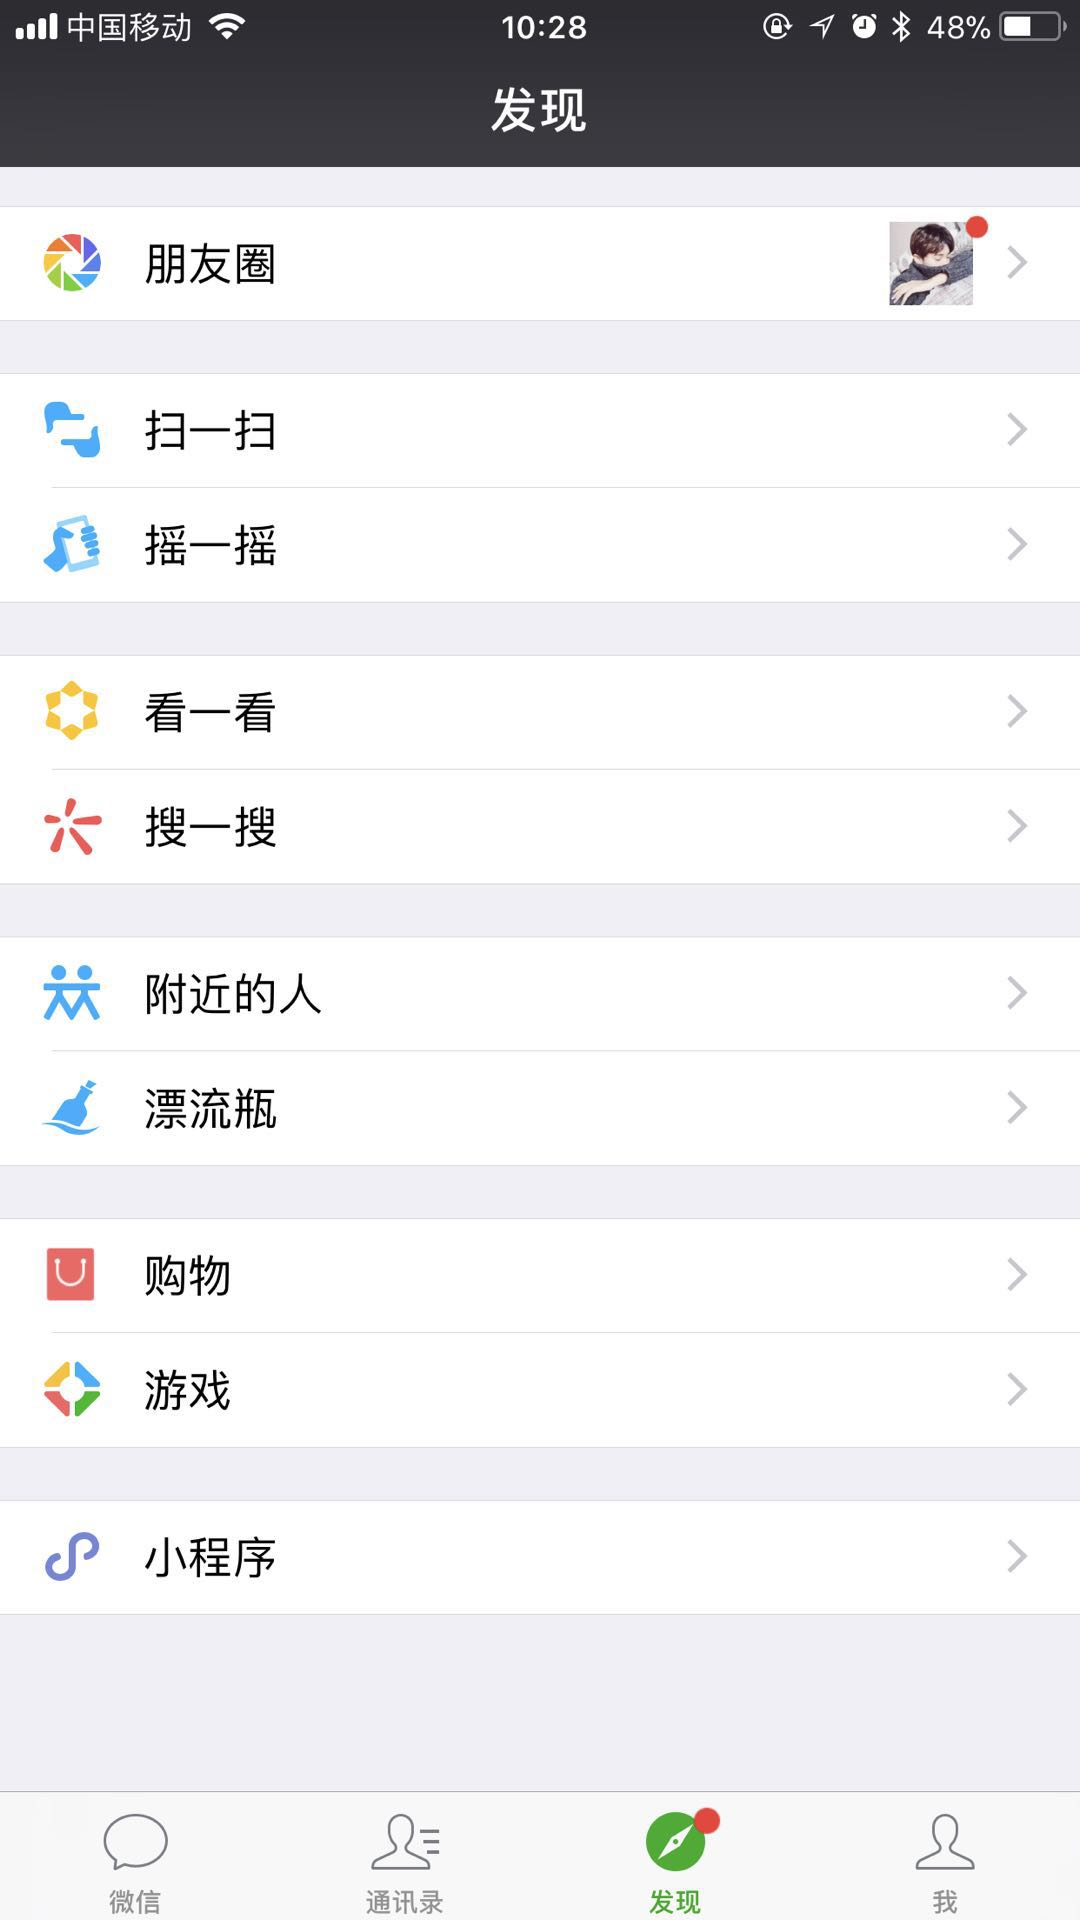 中国移动 10:28 48%
发现
朋友圈
扫一扫
摇一摇
看一看
搜一搜
附近的人
漂流瓶
购物
游戏
小程序
微信 通讯录 发现 我